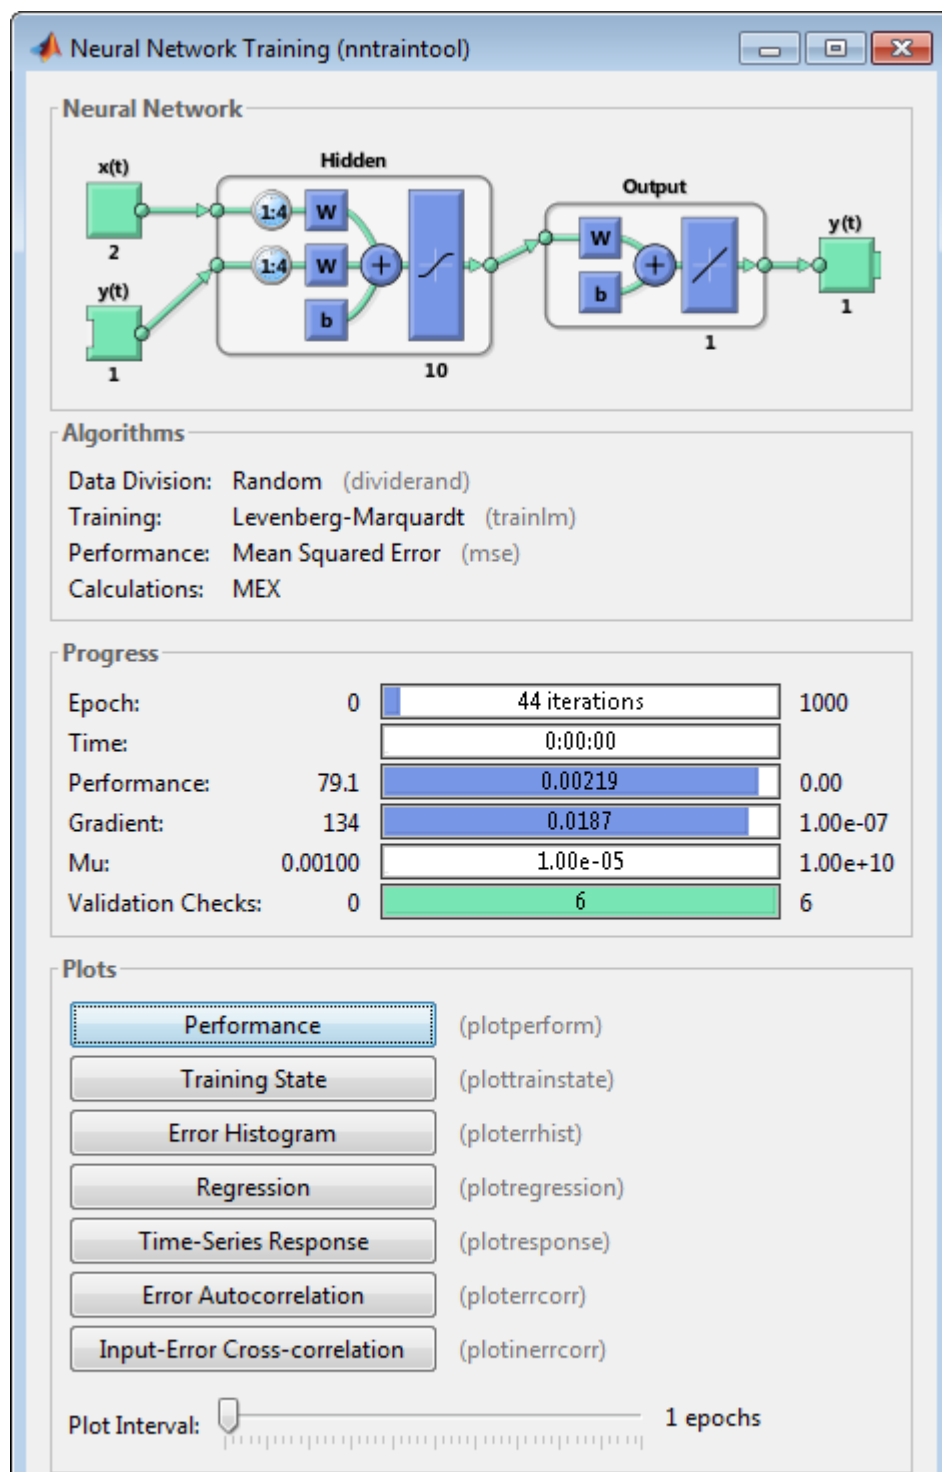 Neural Network Training (nntraintool)
Neural Network
x(t)
2
y(t)
1
Hidden
1:4 W
1:4 W +
b
10
Output
W
b +
1
y(t)
1
Algorithms
Data Division: Random (dividerand)
Training: Levenberg-Marquardt (trainlm)
Performance: Mean Squared Error (mse)
Calculations: MEX
Progress
Epoch: 0 44 iterations 1000
Time: 0:00:00
Performance: 79.1 0.00219 0.00
Gradient: 134 0.0187 1.00e-07
Mu: 0.00100 1.00e-05 1.00e+10
Validation Checks: 0 6 6
Plots
Performance (plotperform)
Training State (plottrainstate)
Error Histogram (ploterrhist)
Regression (plotregression)
Time-Series Response (plotresponse)
Error Autocorrelation (ploterrcorr)
Input-Error Cross-correlation (plotinerrcorr)
Plot Interval: 1 epochs